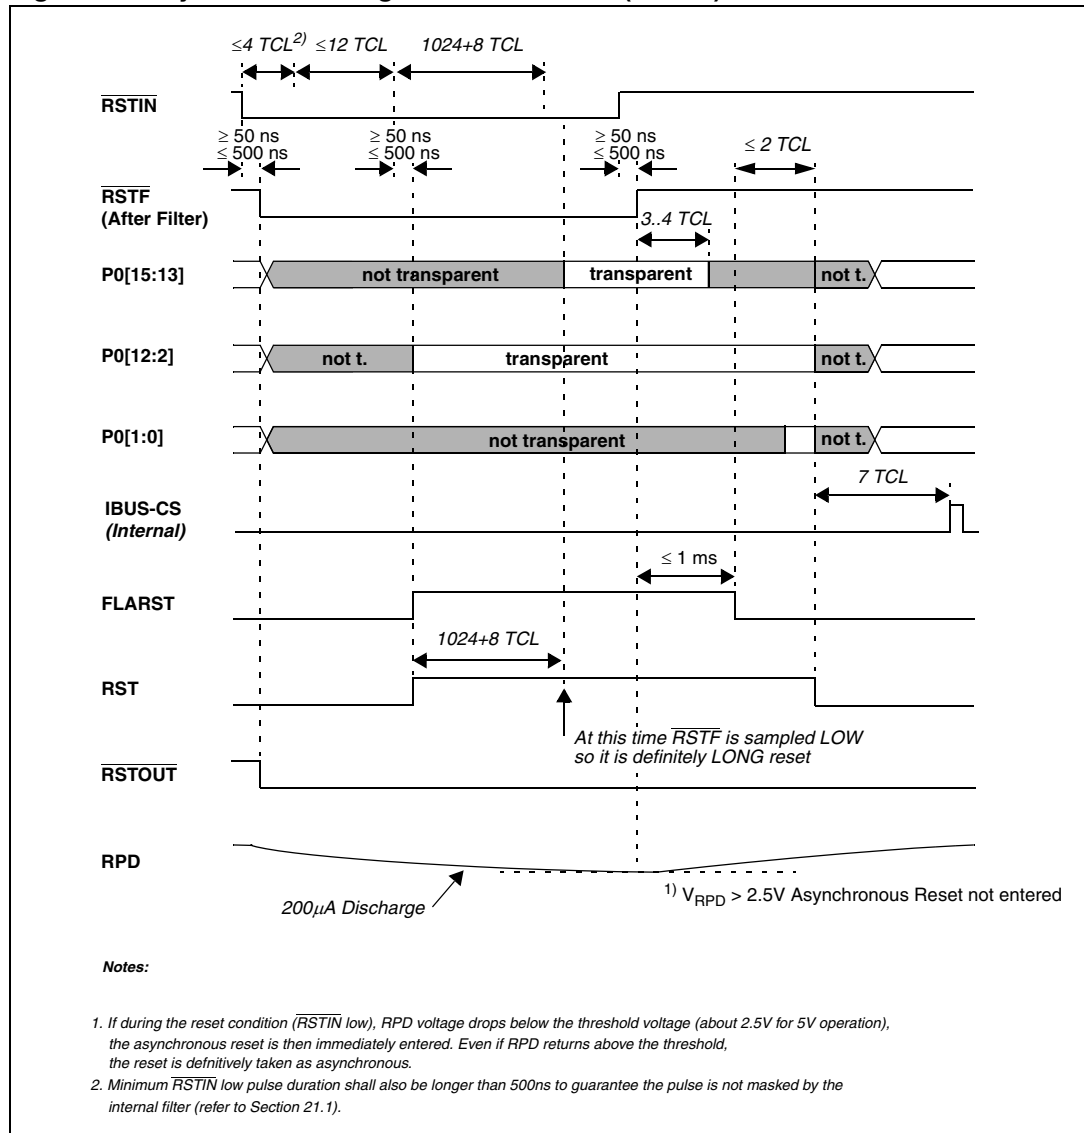 ≤4 TCL2) ≤12 TCL 1024+8 TCL
RSTIN
≥ 50 ns ≥ 50 ns ≥ 50 ns
≤ 500 ns ≤ 500 ns ≤ 500 ns ≤ 2 TCL
RSTF
(After Filter)
3..4 TCL
P0[15:13] not transparent transparent not t.
P0[12:2] not t. transparent not t.
P0[1:0] not transparent not t.
7 TCL
IBUS-CS
(Internal)
≤ 1 ms
FLARST
1024+8 TCL
RST
At this time RSTF is sampled LOW
so it is definitely LONG reset
RSTOUT
RPD
200μA Discharge
1) VRPD > 2.5V Asynchronous Reset not entered
Notes:
1. If during the reset condition (RSTIN low), RPD voltage drops below the threshold voltage (about 2.5V for 5V operation),
the asynchronous reset is then immediately entered. Even if RPD returns above the threshold,
the reset is defnitively taken as asynchronous.
2. Minimum RSTIN low pulse duration shall also be longer than 500ns to guarantee the pulse is not masked by the
internal filter (refer to Section 21.1).